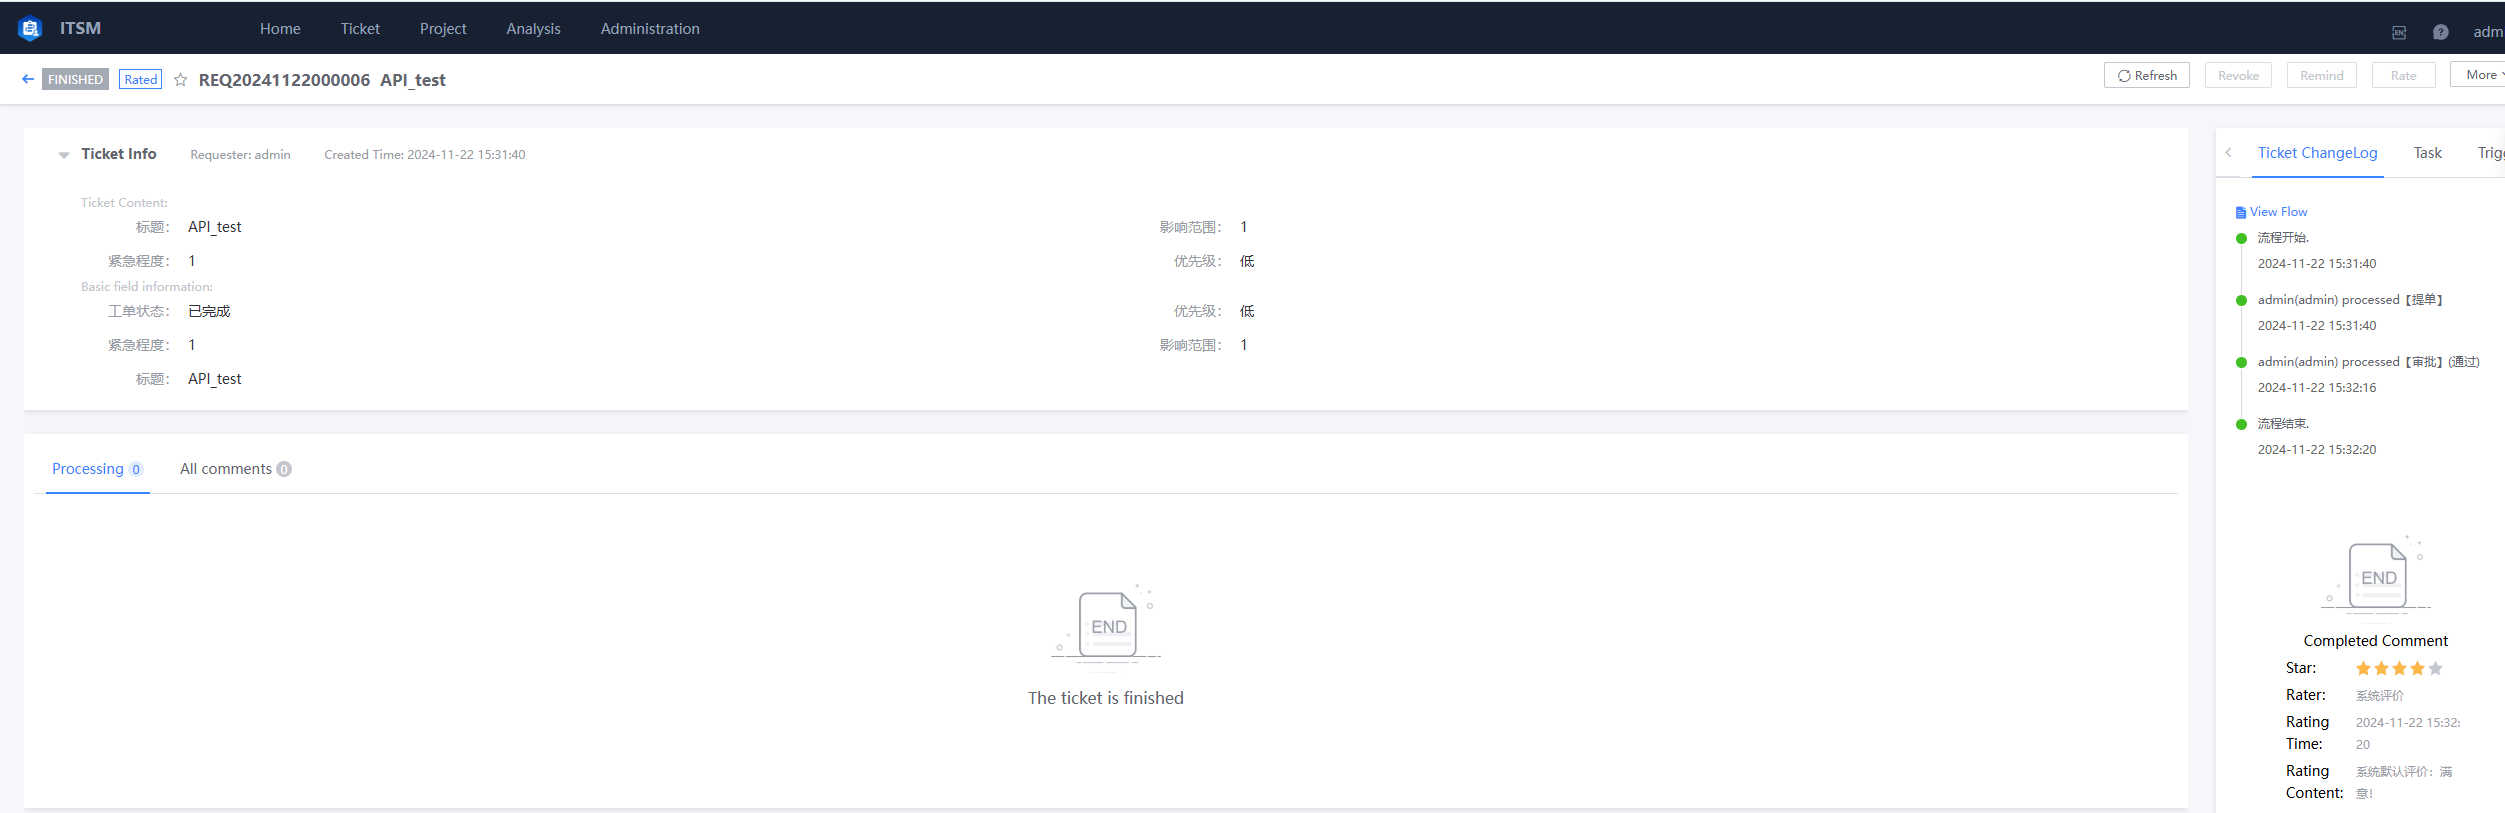 ITSM Home Ticket Project Analysis Administration EN ? adm
FINISHED Rated REQ20241122000006 API_test Refresh Revoke Remind Rate More
Ticket Info Requester: admin Created Time: 2024-11-22 15:31:40
Ticket Content:
标题： API_test 影响范围： 1
紧急程度： 1 优先级： 低
Basic field information:
工单状态： 已完成 优先级： 低
紧急程度： 1 影响范围： 1
标题： API_test
Processing 0 All comments 0
END
The ticket is finished
Ticket ChangeLog Task Trigg
View Flow
流程开始.
2024-11-22 15:31:40
admin(admin) processed【提单】
2024-11-22 15:31:40
admin(admin) processed【审批】(通过)
2024-11-22 15:32:16
流程结束.
2024-11-22 15:32:20
END
Completed Comment
Star:
Rater: 系统评价
Rating 2024-11-22 15:32:
Time: 20
Rating 系统默认评价：满
Content: 意！